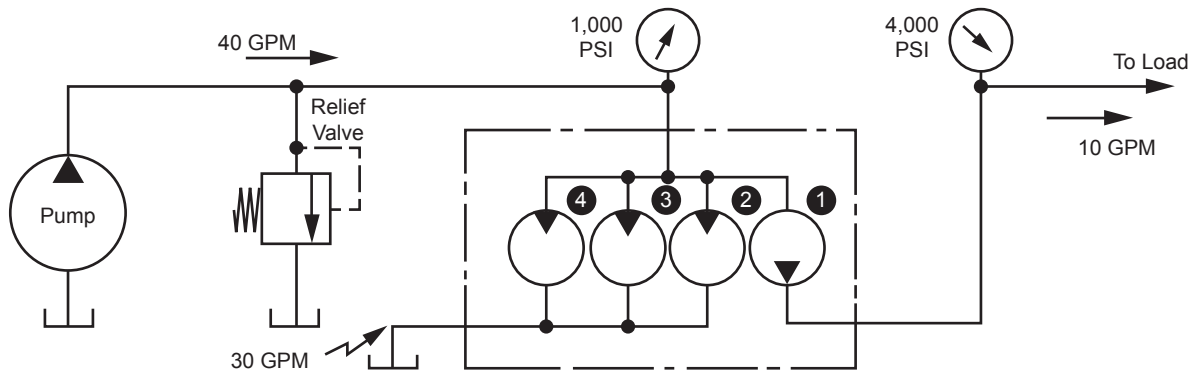 40 GPM
1,000
PSI
4,000
PSI
To Load
10 GPM
Relief
Valve
Pump
4
3
2
1
30 GPM